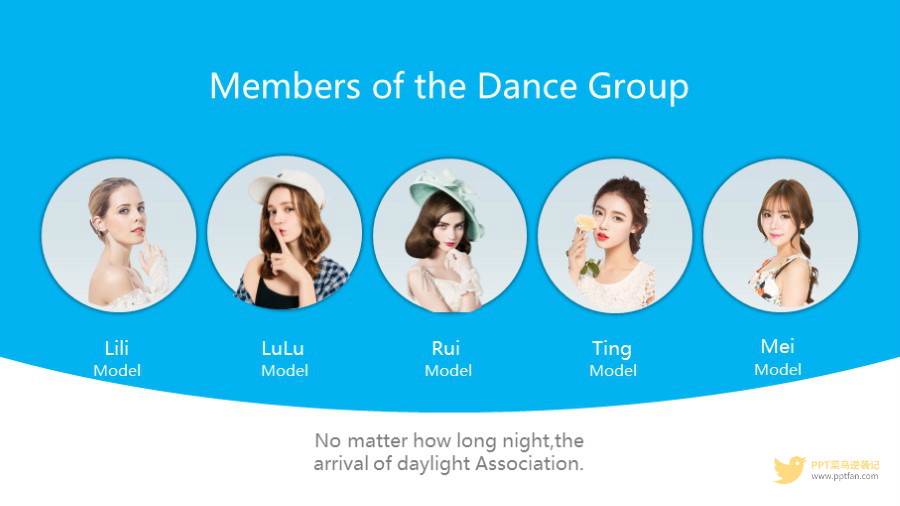 Members of the Dance Group
Lili
LuLu
Rui
Ting
Mei
Model
Model
Model
Model
Model
No matter how long night,the
arrival of daylight Association.
PPT菜鸟逆袭记
www.pptfan.com